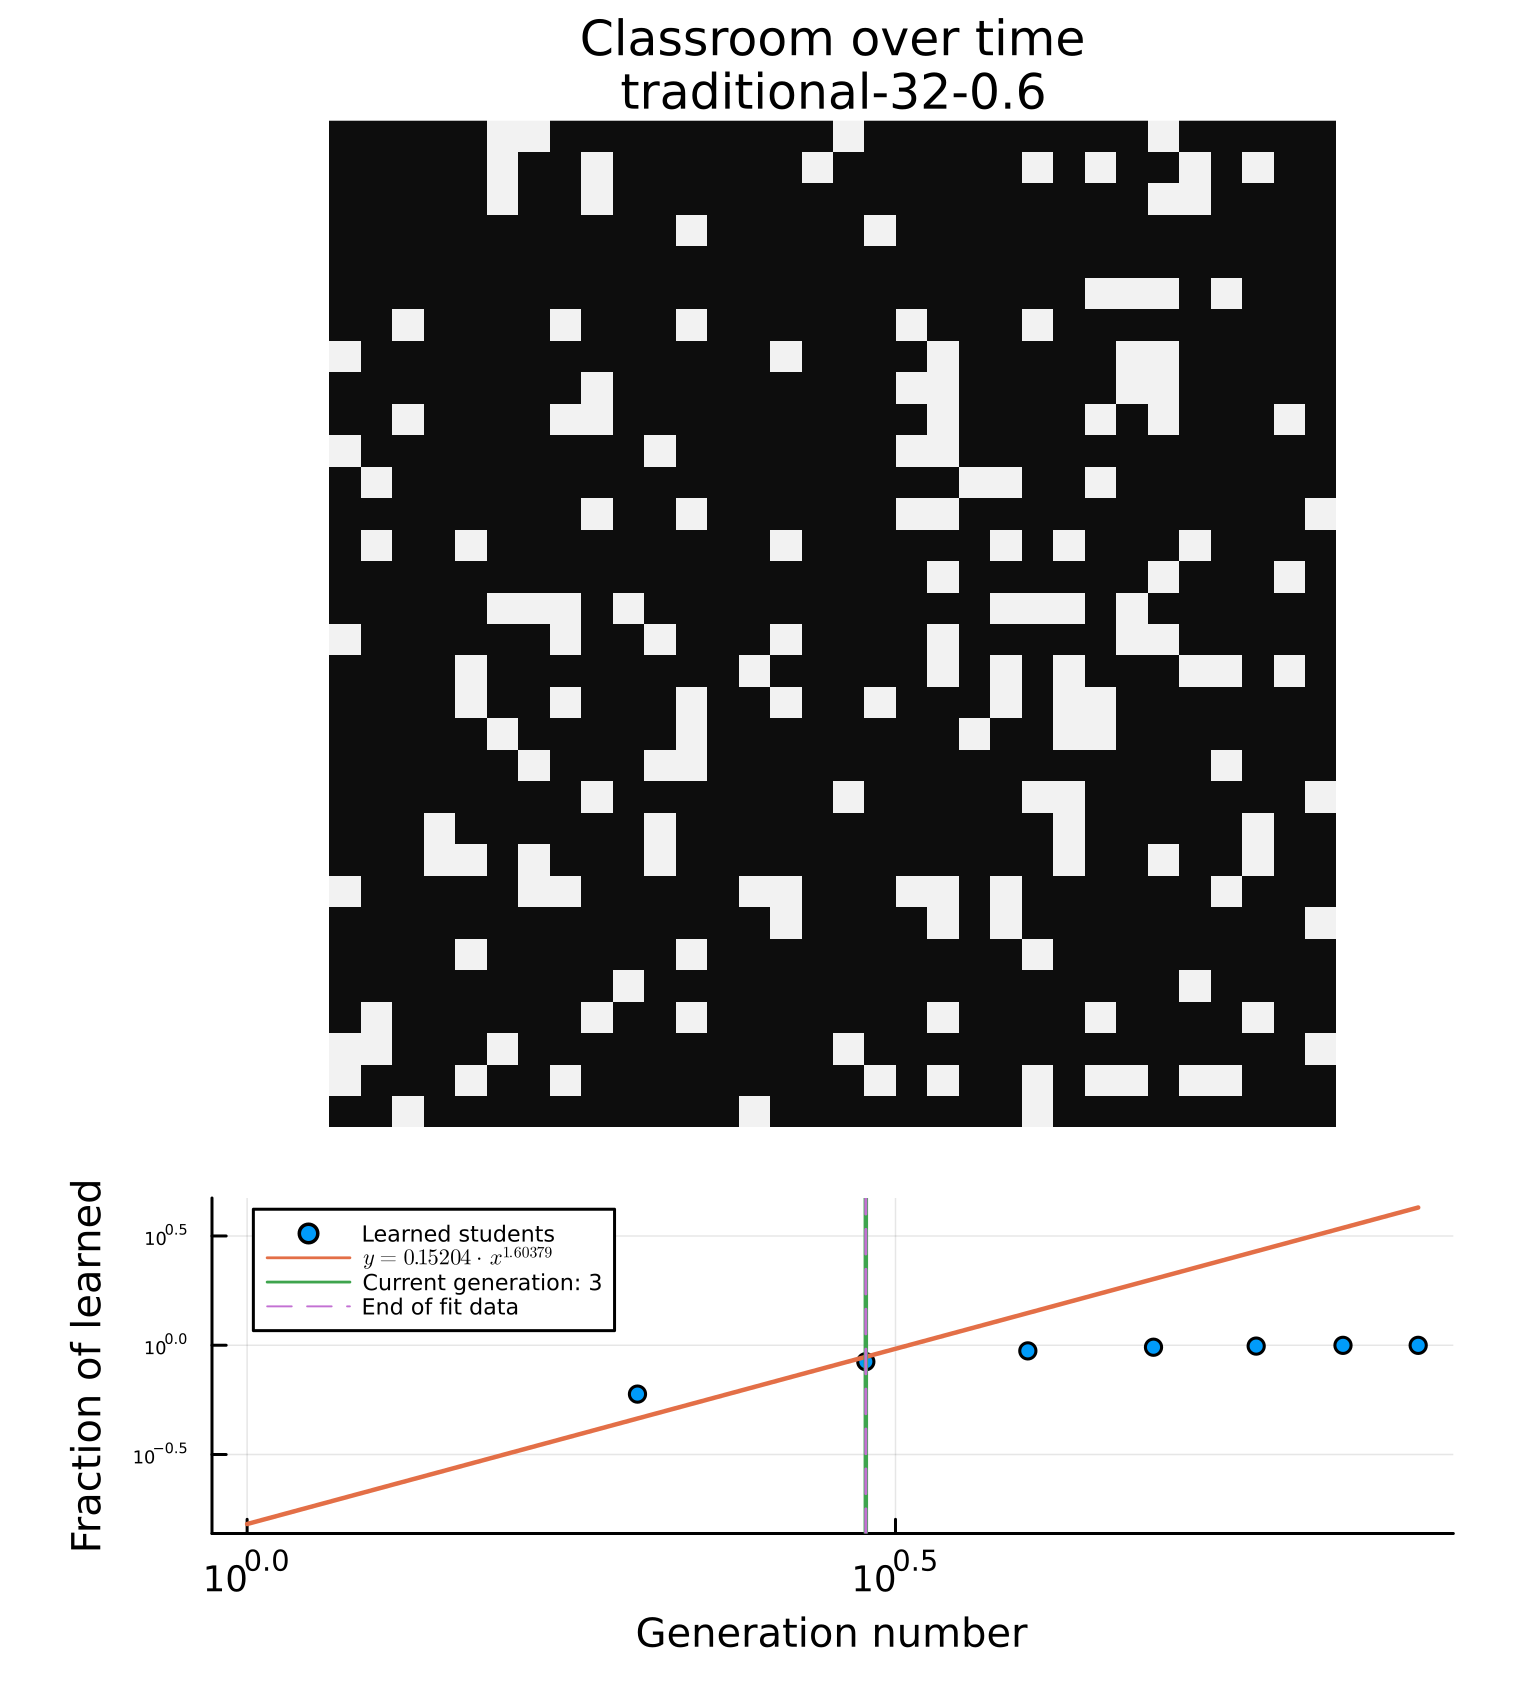 Classroom over time
traditional-32-0.6
Fraction of learned
10^0.5
10^0.0
10^−0.5
Learned students
y = 0.15204 · x^1.60379
Current generation: 3
End of fit data
10^0.0
10^0.5
Generation number